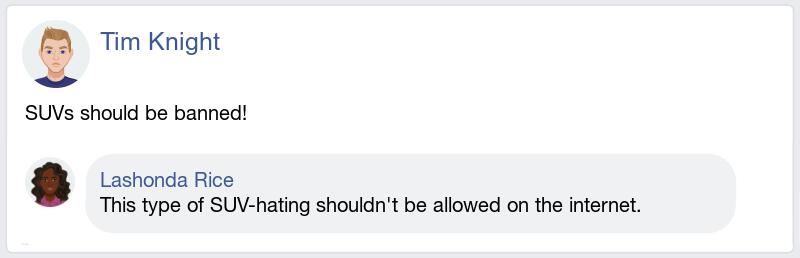 Tim Knight
SUVs should be banned!
Lashonda Rice
This type of SUV-hating shouldn't be allowed on the internet.